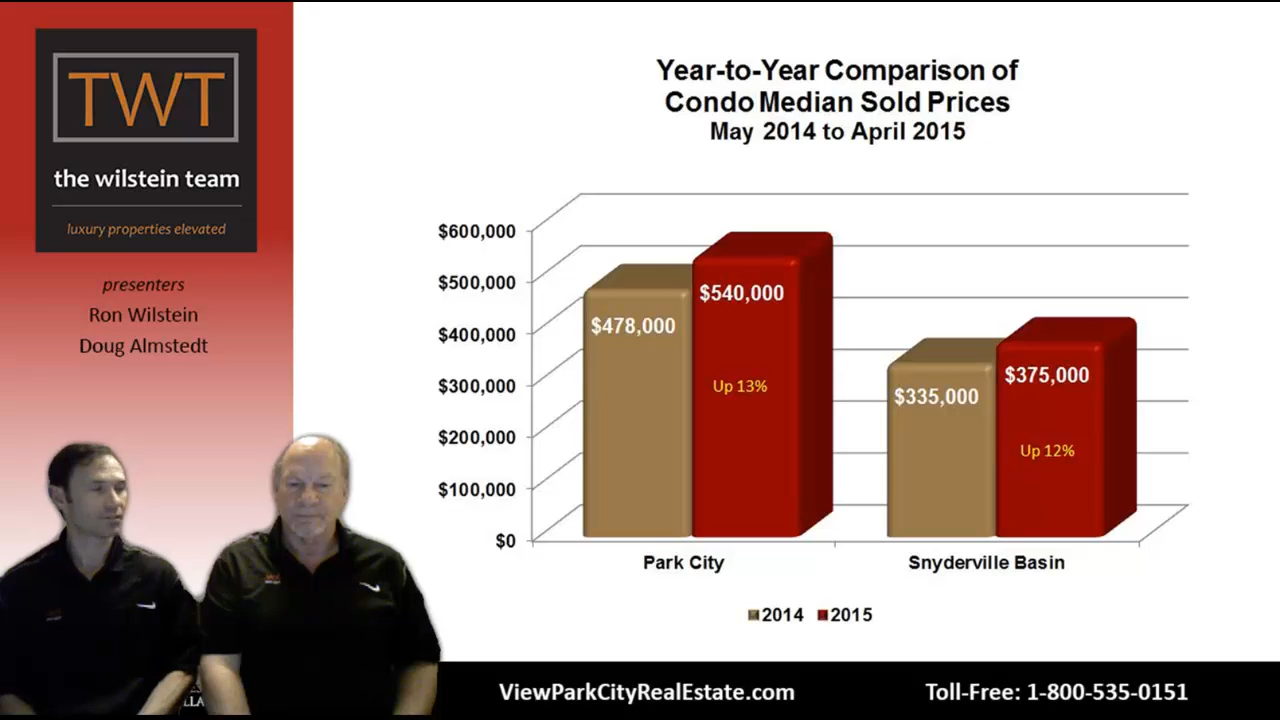 TWT
the wilstein team
luxury properties elevated
presenters
Ron Wilstein
Doug Almstedt
Year-to-Year Comparison of
Condo Median Sold Prices
May 2014 to April 2015
$600,000
$500,000
$400,000
$300,000
$200,000
$100,000
$0
$478,000
$540,000
Up 13%
$335,000
$375,000
Up 12%
Park City
Snyderville Basin
2014
2015
ViewParkCityRealEstate.com
Toll-Free: 1-800-535-0151